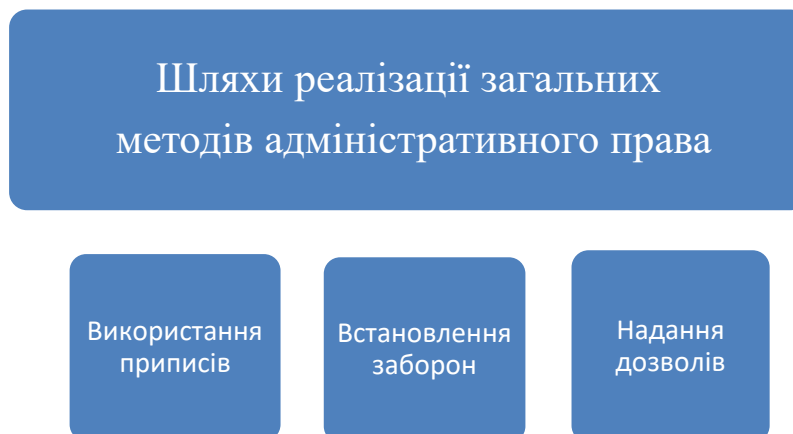 Шляхи реалізації загальних
методів адміністративного права
Використання
приписів
Встановлення
заборон
Надання
дозволів